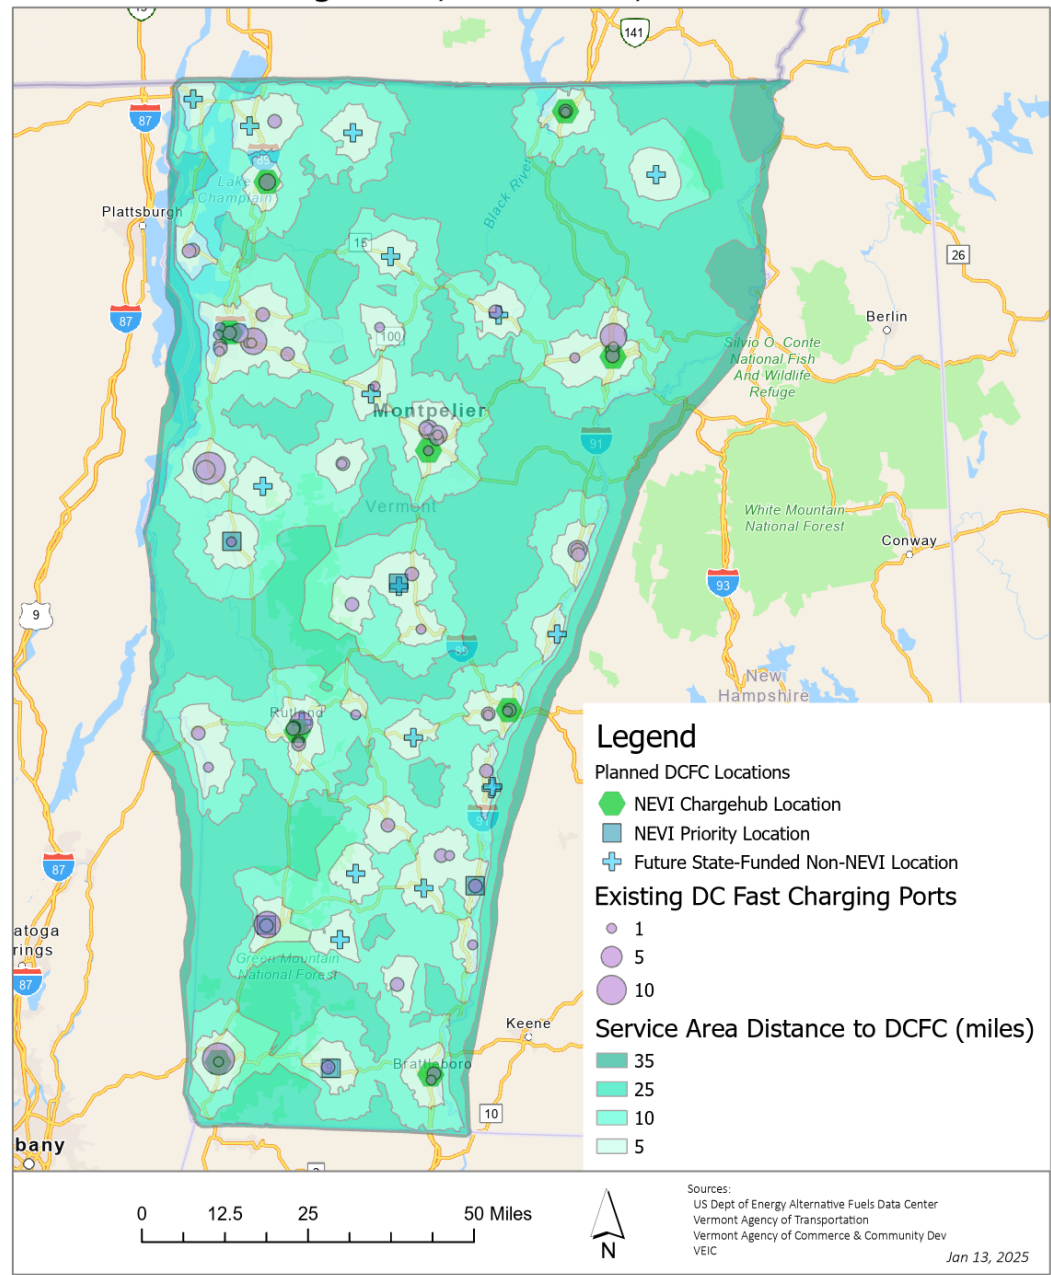 141
87
89
Lake
Champlain
Plattsburgh
Black River
15
26
87
100
Berlin
Silvio O. Conte
National Fish
And Wildlife
Refuge
Montpelier
91
Vermont
White Mountain
National Forest
Conway
93
9
89
New
Hampshire
Rutland
91
87
atoga
rings
87
Green Mountain
National Forest
Keene
Brattleboro
10
bany
Legend
Planned DCFC Locations
NEVI Chargehub Location
NEVI Priority Location
Future State-Funded Non-NEVI Location
Existing DC Fast Charging Ports
1
5
10
Service Area Distance to DCFC (miles)
35
25
10
5
0 12.5 25 50 Miles
N
Sources:
US Dept of Energy Alternative Fuels Data Center
Vermont Agency of Transportation
Vermont Agency of Commerce & Community Dev
VEIC
Jan 13, 2025